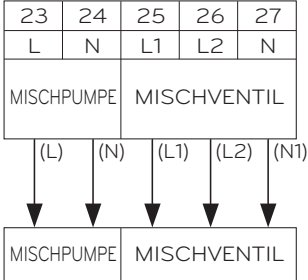 23 24 25 26 27
L N L1 L2 N
MISCHPUMPE MISCHVENTIL
(L) (N) (L1) (L2) (N1)
MISCHPUMPE MISCHVENTIL